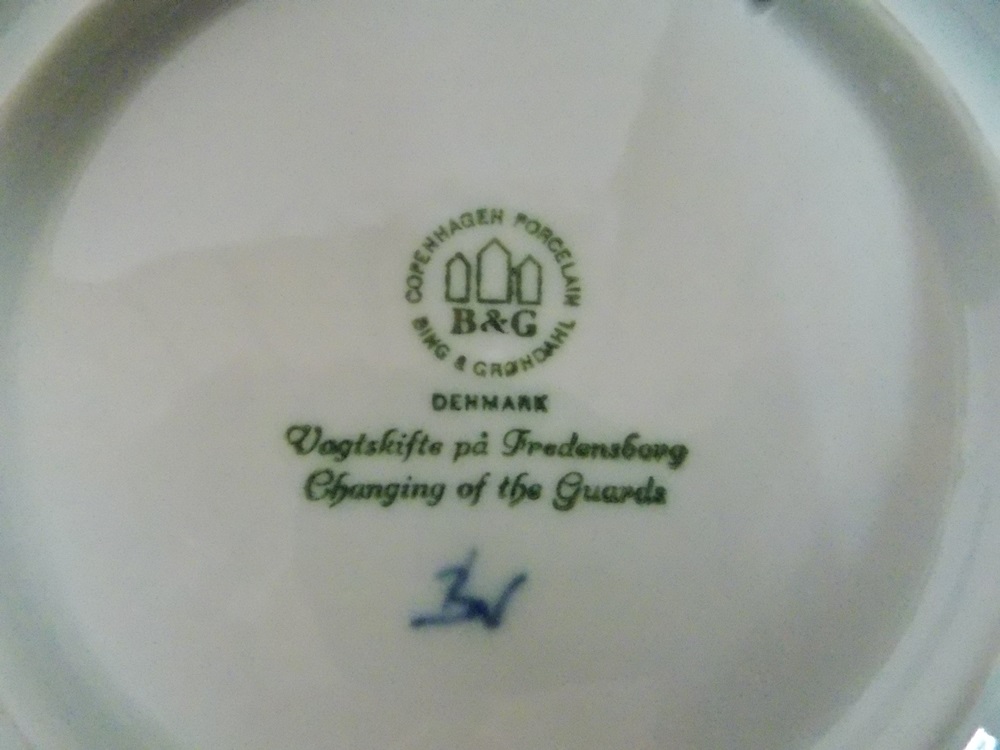 COPENHAGEN PORCELAIN
B&G
BING & GRØNDAHL
DENMARK
Vagtskifte på Fredensborg
Changing of the Guards